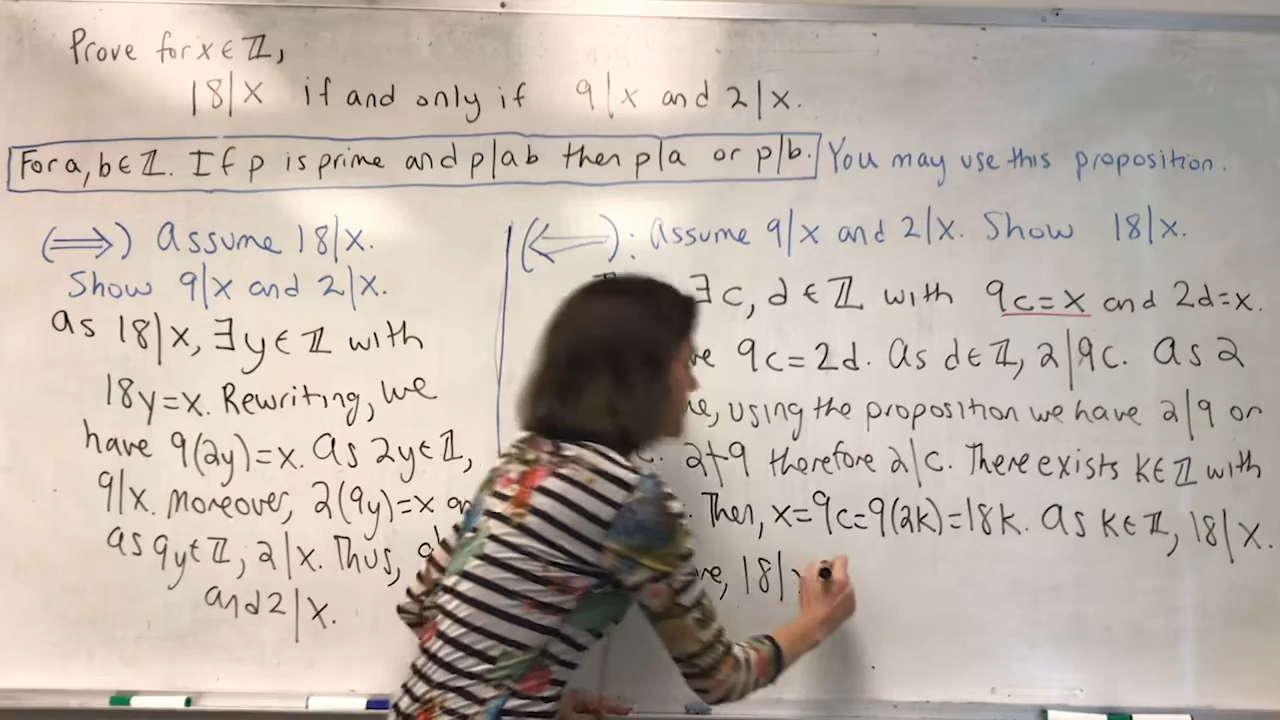 Prove for x ∈ ℤ,
18|x if and only if 9|x and 2|x.
For a, b ∈ ℤ. If p is prime and p|ab then p|a or p|b. You may use this proposition.
(⟹) Assume 18|x.
Show 9|x and 2|x.
As 18|x, ∃ y ∈ ℤ with
18y=x. Rewriting, we
have 9(2y)=x. As 2y ∈ ℤ,
9|x. Moreover, 2(9y)=x
as 9y ∈ ℤ, 2|x. Thus,
and 2|x.
(⟸): Assume 9|x and 2|x. Show 18|x.
∃ c, d ∈ ℤ with 9c=x and 2d=x.
9c=2d. As d ∈ ℤ, 2|9c. As 2
using the proposition we have 2|9 or
2∤9 therefore 2|c. There exists k ∈ ℤ with
Then, x=9c=9(2k)=18k. As k ∈ ℤ, 18|x.
18|